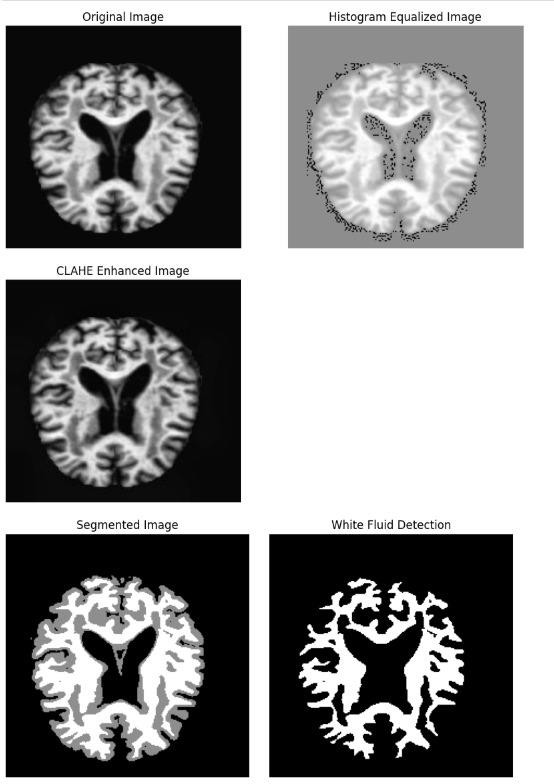 Original Image
Histogram Equalized Image
CLAHE Enhanced Image
Segmented Image
White Fluid Detection